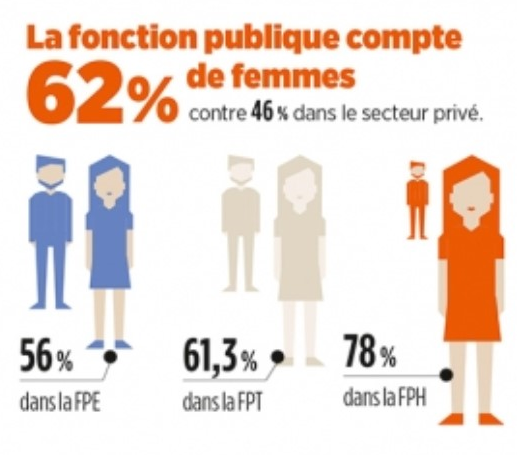 La fonction publique compte
62% de femmes
contre 46 % dans le secteur privé.
56 %
dans la FPE
61,3 %
dans la FPT
78 %
dans la FPH